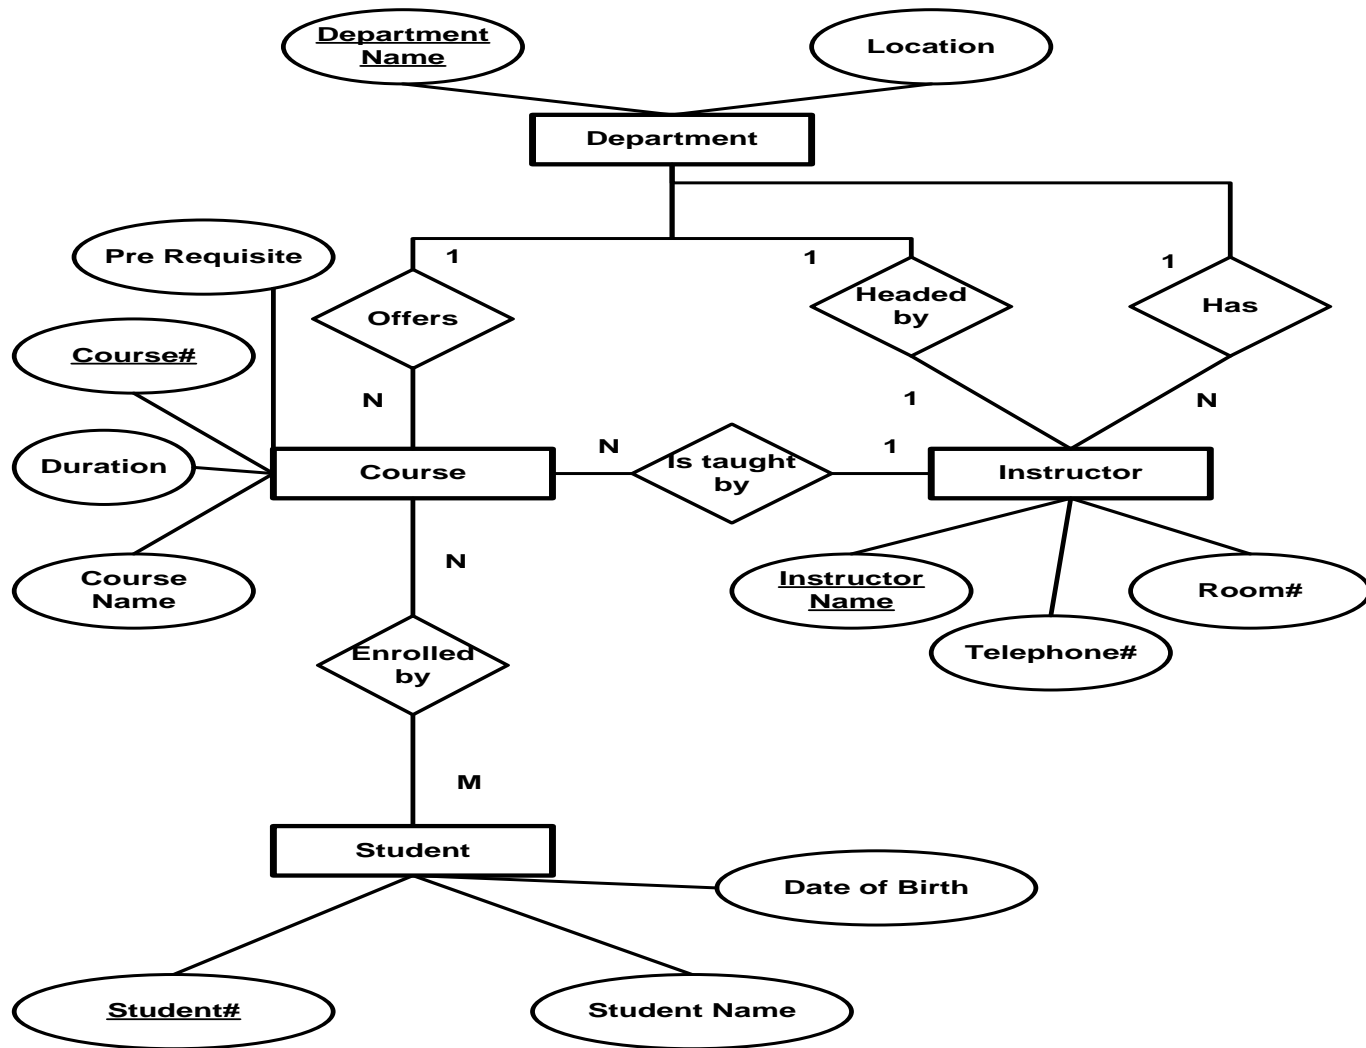 Department
Name
Location
Department
Pre Requisite
1
1
1
Offers
Headed
by
Has
Course#
N
1
N
Duration
Course
N
Is taught
by
1
Instructor
N
Course
Name
Instructor
Name
Room#
Telephone#
Enrolled
by
M
Student
Date of Birth
Student#
Student Name